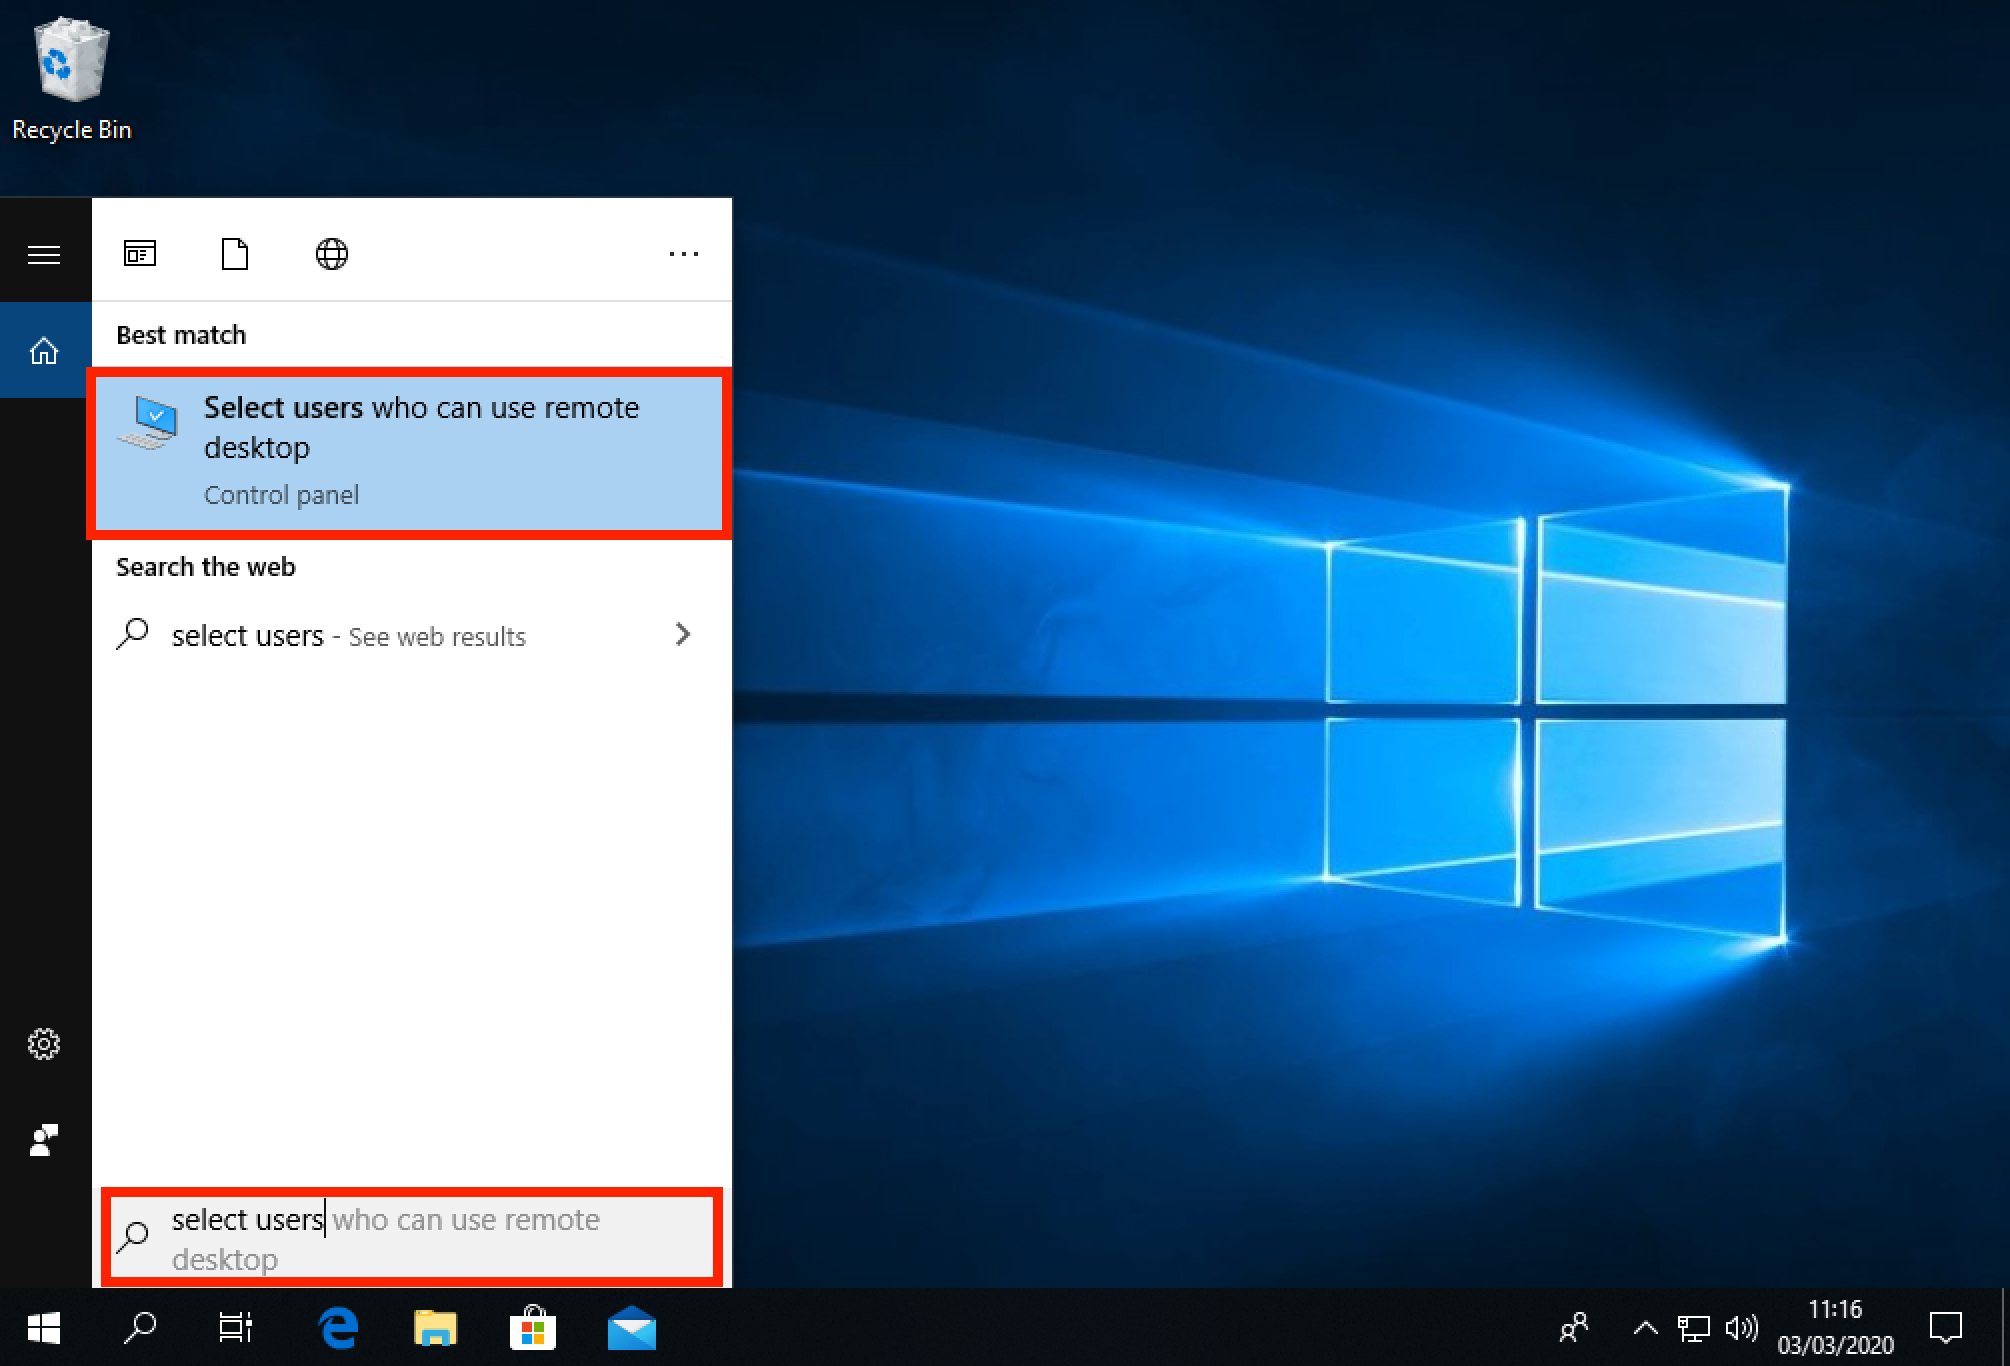 Recycle Bin
Best match
Select users who can use remote
desktop
Control panel
Search the web
select users - See web results
select users who can use remote
desktop
11:16
03/03/2020